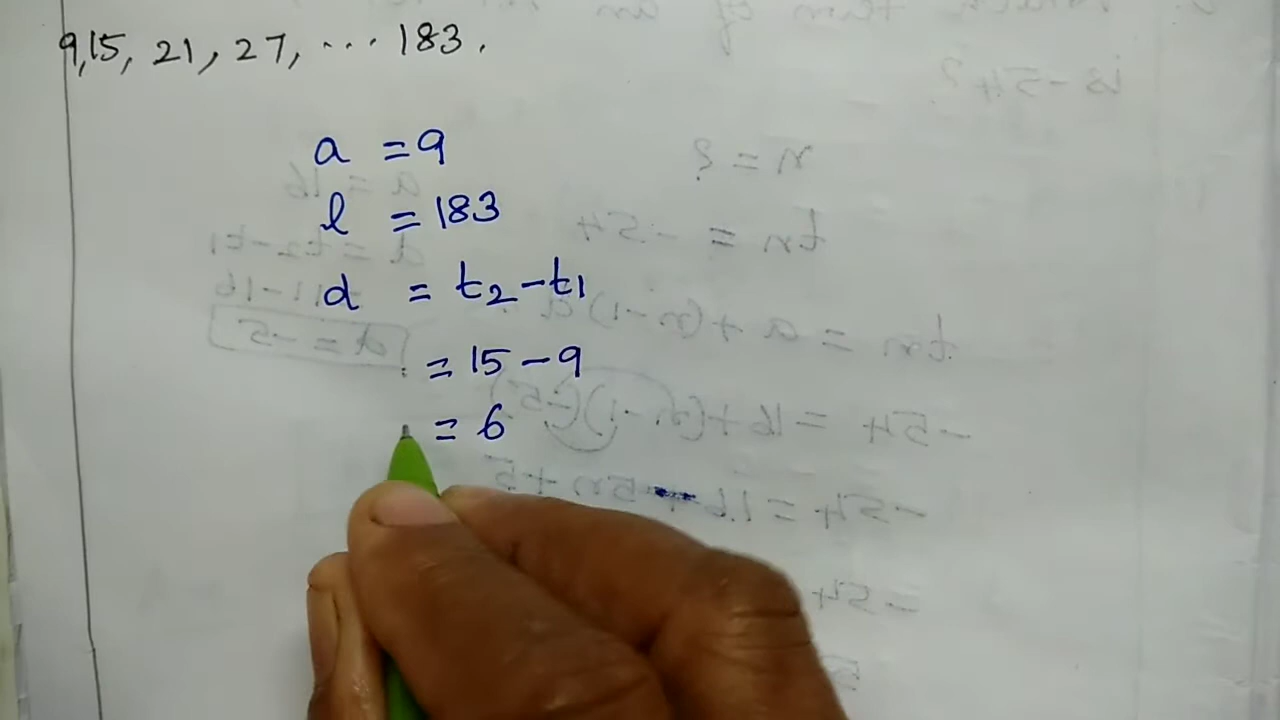 9,15, 21, 27, ... 183.
a = 9
l = 183
d = t2 - t1
= 15 - 9
= 6